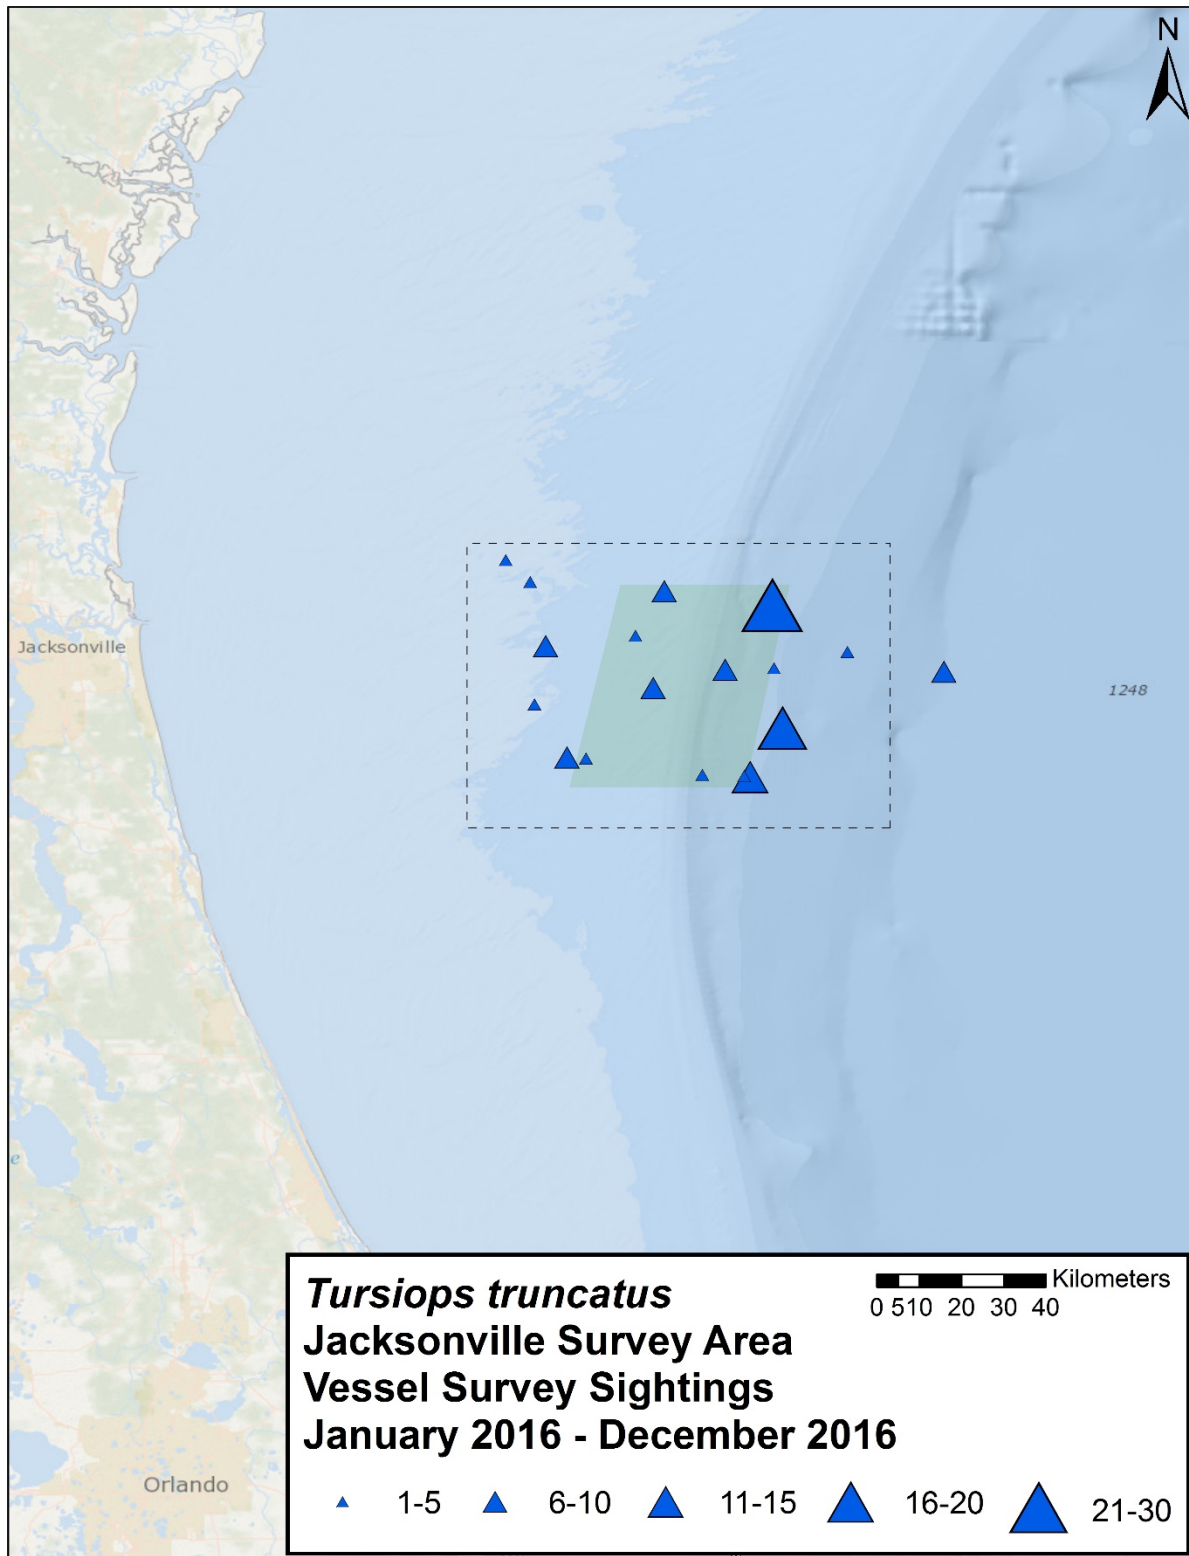 N
Jacksonville
1248
e
Tursiops truncatus
Kilometers
0 510 20 30 40
Jacksonville Survey Area
Vessel Survey Sightings
January 2016 - December 2016
Orlando
1-5 6-10 11-15 16-20 21-30